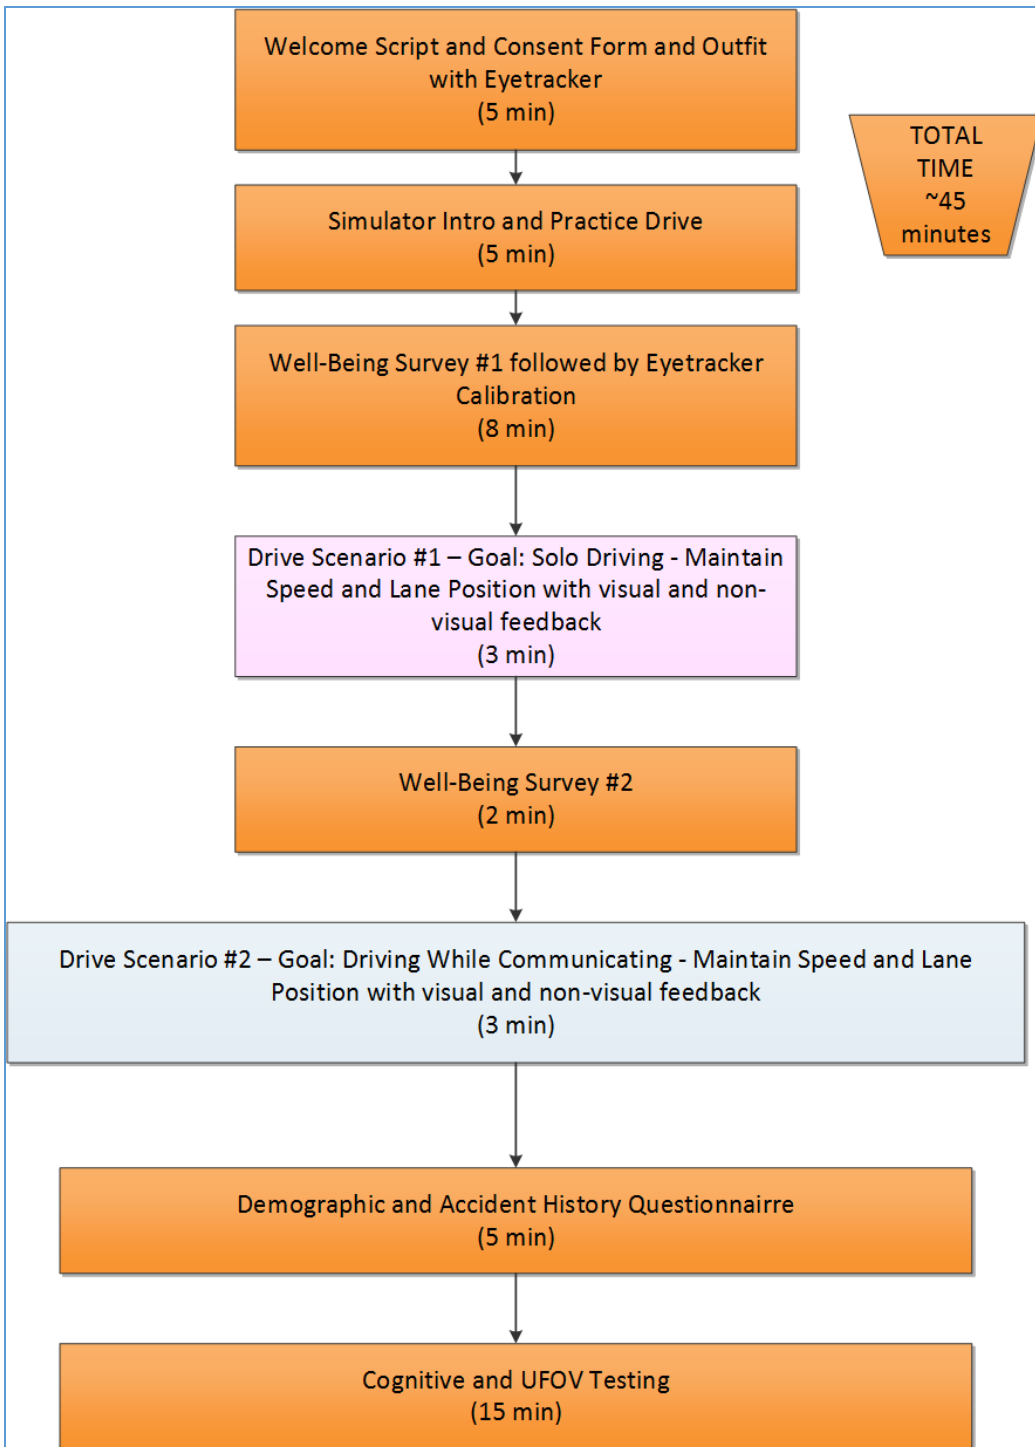 Welcome Script and Consent Form and Outfit
with Eyetracker
(5 min)
TOTAL
TIME
~45
minutes
Simulator Intro and Practice Drive
(5 min)
Well-Being Survey #1 followed by Eyetracker
Calibration
(8 min)
Drive Scenario #1 – Goal: Solo Driving - Maintain
Speed and Lane Position with visual and non-
visual feedback
(3 min)
Well-Being Survey #2
(2 min)
Drive Scenario #2 – Goal: Driving While Communicating - Maintain Speed and Lane
Position with visual and non-visual feedback
(3 min)
Demographic and Accident History Questionnairre
(5 min)
Cognitive and UFOV Testing
(15 min)